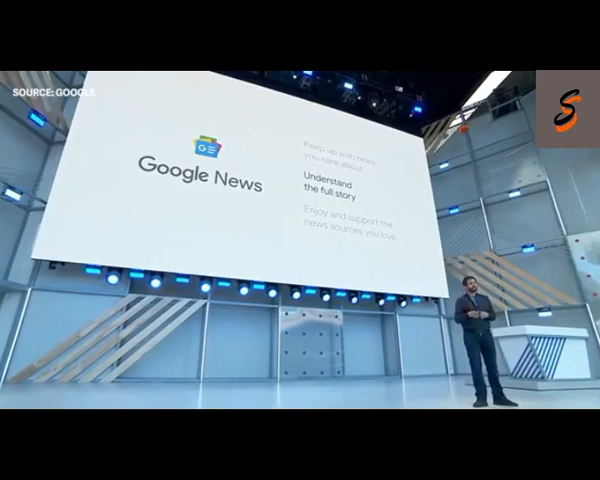 SOURCE: GOOGLE
S
Google News
Keep up with news
you care about
Understand
the full story
Enjoy and support the
news sources you love